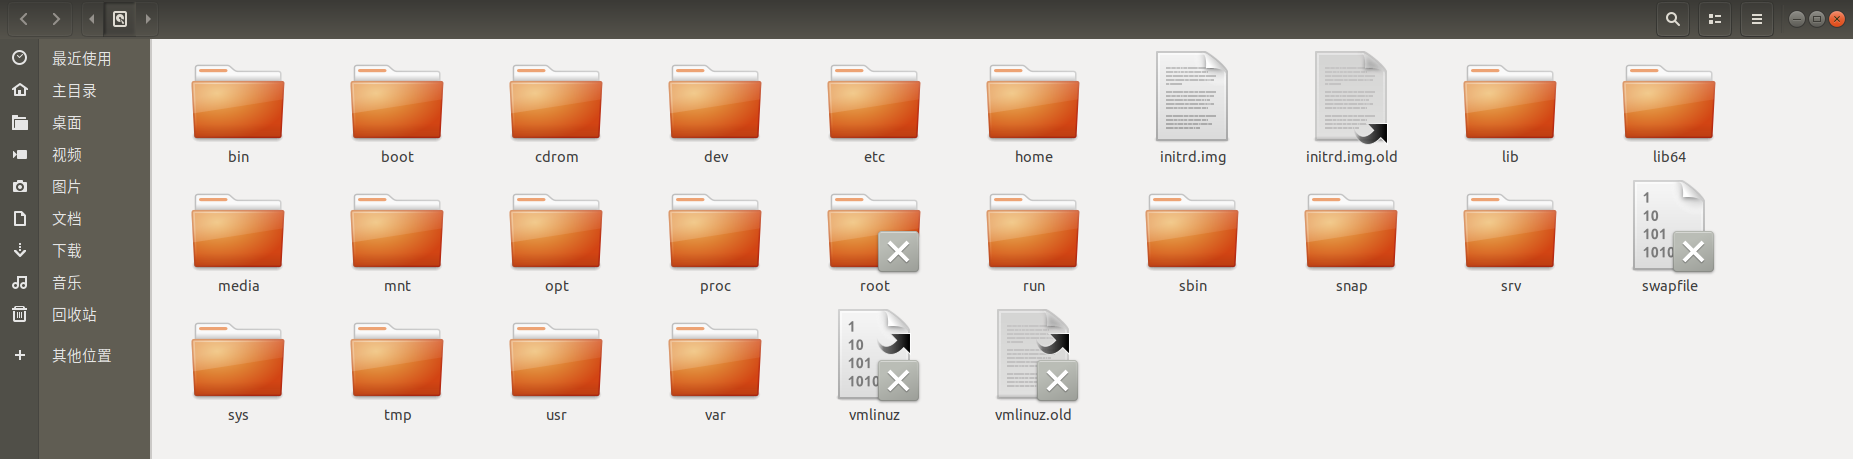 最近使用
主目录
桌面
视频
图片
文档
下载
音乐
回收站
其他位置
bin
boot
cdrom
dev
etc
home
initrd.img
initrd.img.old
lib
lib64
media
mnt
opt
proc
root
run
sbin
snap
srv
1
10
101
1010
swapfile
sys
tmp
usr
var
1
10
101
1010
vmlinuz
vmlinuz.old